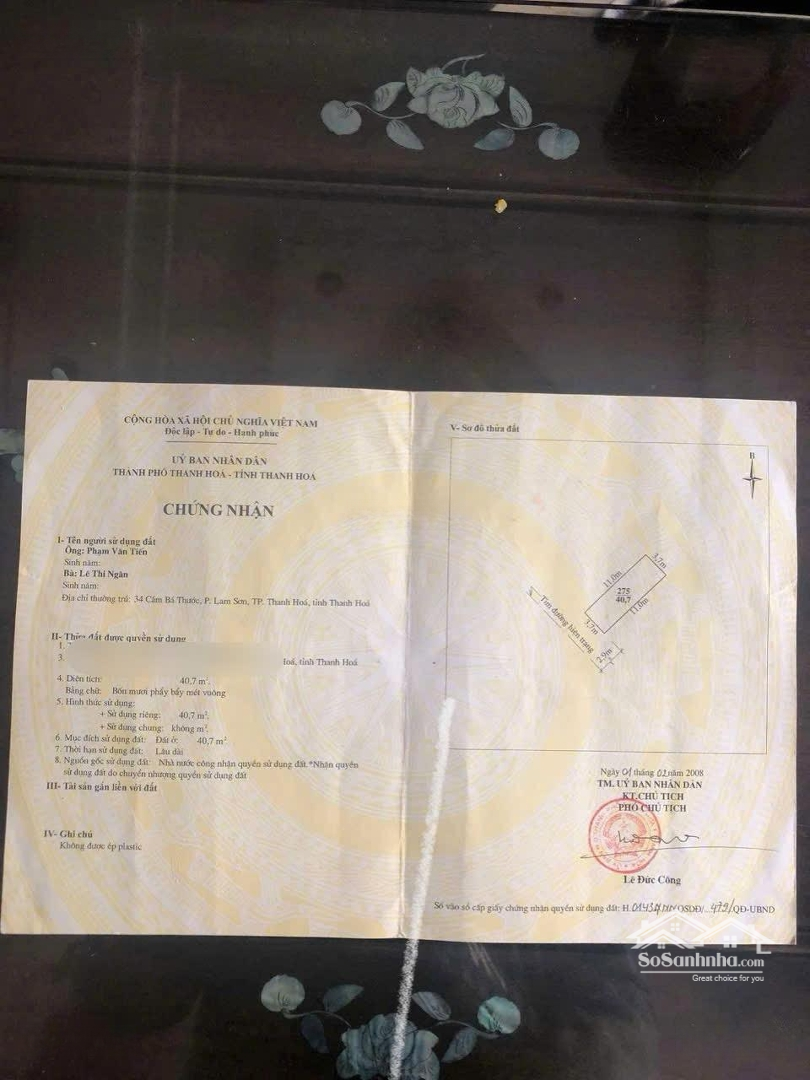 CỘNG HÒA XÃ HỘI CHỦ NGHĨA VIỆT NAM
Độc lập - Tự do - Hạnh phúc
UỶ BAN NHÂN DÂN
THÀNH PHỐ THANH HOÁ - TỈNH THANH HOÁ
CHỨNG NHẬN
I- Tên người sử dụng đất
Ông: Phạm Văn Tiến
Sinh năm:
Bà: Lê Thị Ngân
Sinh năm:
Địa chỉ thường trú: 34 Cầm Bá Thước, P. Lam Sơn, TP. Thanh Hoá, tỉnh Thanh Hoá
II- Thửa đất được quyền sử dụng
1.
3.
Hoá, tỉnh Thanh Hoá
4. Diện tích: 40,7 m².
Bằng chữ: Bốn mươi phẩy bẩy mét vuông
5. Hình thức sử dụng:
+ Sử dụng riêng: 40,7 m².
+ Sử dụng chung: không m².
6. Mục đích sử dụng đất: Đất ở: 40,7 m²
7. Thời hạn sử dụng đất: Lâu dài
8. Nguồn gốc sử dụng đất: Nhà nước công nhận quyền sử dụng đất *Nhận quyền
sử dụng đất do chuyển nhượng quyền sử dụng đất
III- Tài sản gắn liền với đất
IV- Ghi chú
Không được ép plastic
V- Sơ đồ thửa đất
B
3,7m
11,0m
275
40,7
11,0m
3,7m
Tim đường hiện trạng
2,9m
Ngày 01 tháng 02 năm 2008
TM. UỶ BAN NHÂN DÂN
KT.CHỦ TỊCH
PHÓ CHỦ TỊCH
Lê Đức Công
Số vào sổ cấp giấy chứng nhận quyền sử dụng đất: H. QSDĐ/ 479/QĐ-UBND
SoSanhnha.com
Great choice for you